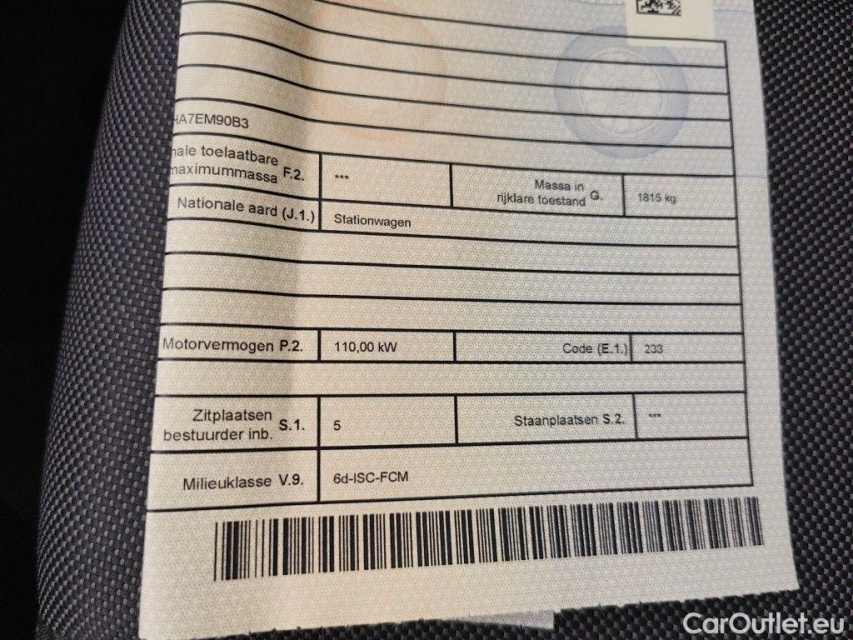 HA7EM90B3
male toelaatbare
maximummassa F.2.
***
Massa in
rijklare toestand G.
1815 kg
Nationale aard (J.1.)
Stationwagen
Motorvermogen P.2.
110,00 kW
Code (E.1.)
233
Zitplaatsen
bestuurder inb. S.1.
5
Staanplaatsen S.2.
***
Milieuklasse V.9.
6d-ISC-FCM
CarOutlet.eu